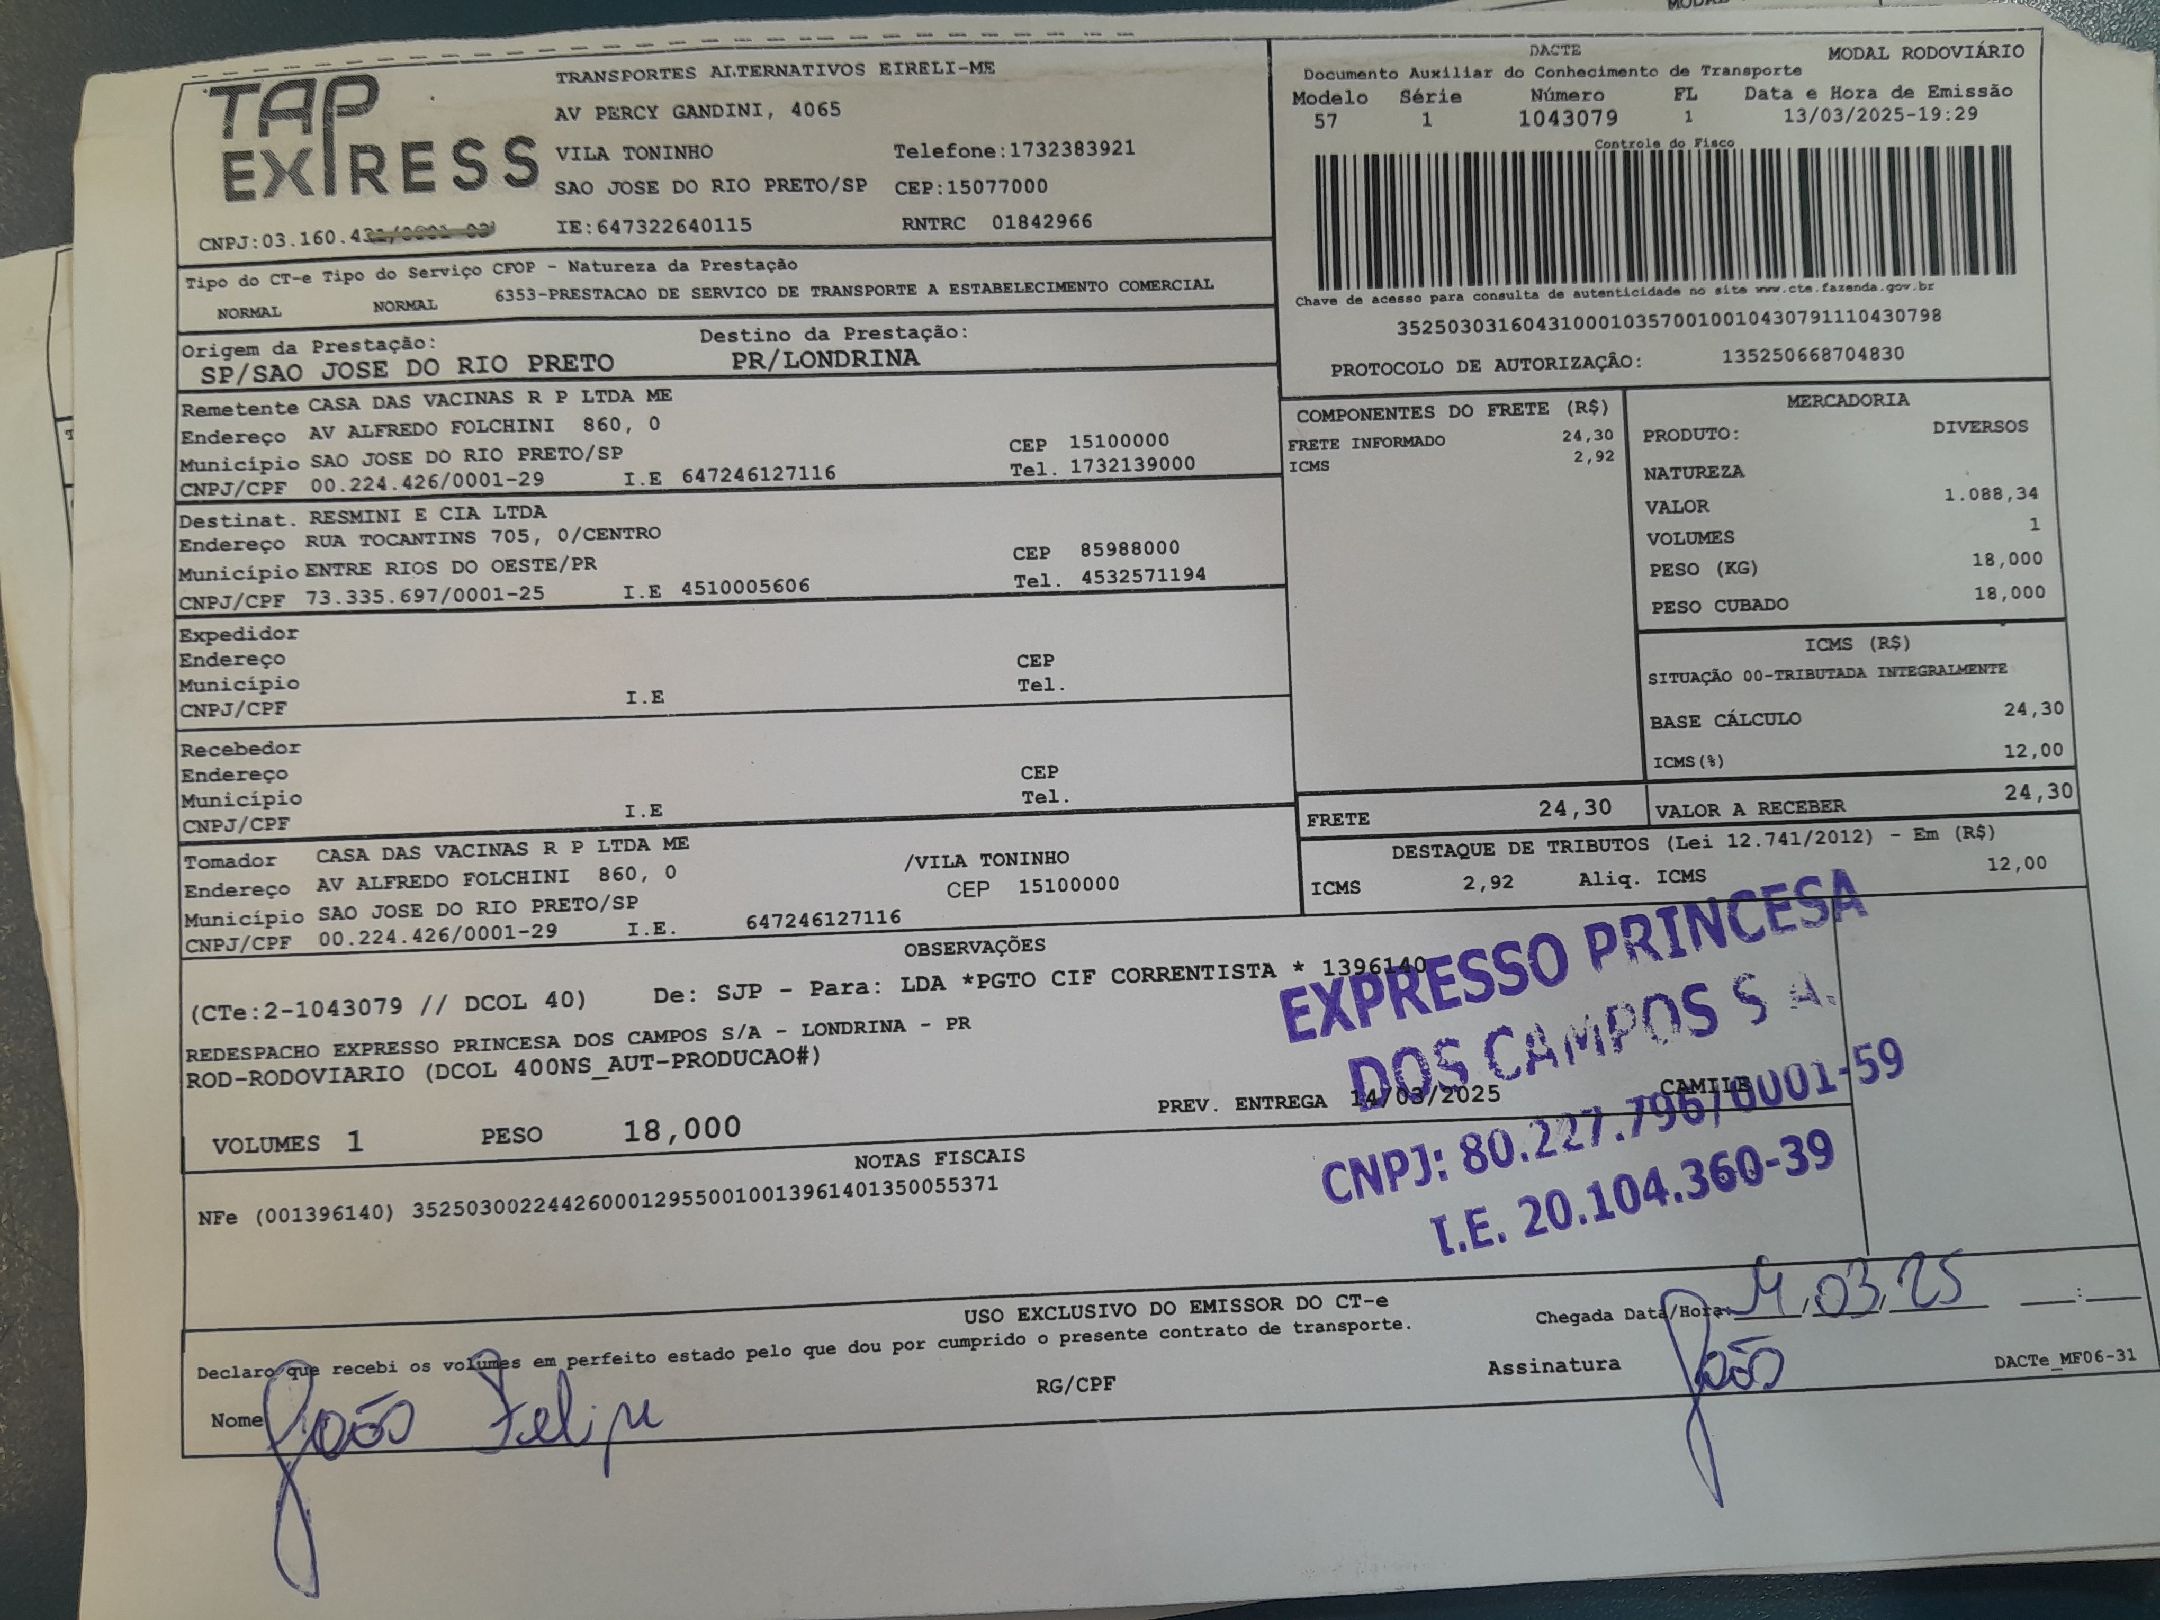 MODAL
TAP
EXPRESS
TRANSPORTES ALTERNATIVOS EIRELI-ME
AV PERCY GANDINI, 4065
VILA TONINHO Telefone:1732383921
SAO JOSE DO RIO PRETO/SP CEP:15077000
CNPJ:03.160.43 IE:647322640115 RNTRC 01842966
DACTE MODAL RODOVIÁRIO
Documento Auxiliar do Conhecimento de Transporte
Modelo Série Número FL Data e Hora de Emissão
57 1 1043079 1 13/03/2025-19:29
Controle do Fisco
Chave de acesso para consulta de autenticidade no site www.cte.fazenda.gov.br
35250303160431000103570010010430791110430798
PROTOCOLO DE AUTORIZAÇÂO: 135250668704830
Tipo do CT-e Tipo do Serviço CFOP - Natureza da Prestação
NORMAL NORMAL 6353-PRESTACAO DE SERVICO DE TRANSPORTE A ESTABELECIMENTO COMERCIAL
Origem da Prestação: Destino da Prestação:
SP/SAO JOSE DO RIO PRETO PR/LONDRINA
Remetente CASA DAS VACINAS R P LTDA ME
Endereço AV ALFREDO FOLCHINI 860, 0
Município SAO JOSE DO RIO PRETO/SP CEP 15100000
CNPJ/CPF 00.224.426/0001-29 I.E 647246127116 Tel. 1732139000
Destinat. RESMINI E CIA LTDA
Endereço RUA TOCANTINS 705, 0/CENTRO
Município ENTRE RIOS DO OESTE/PR CEP 85988000
CNPJ/CPF 73.335.697/0001-25 I.E 4510005606 Tel. 4532571194
Expedidor
Endereço CEP
Município Tel.
CNPJ/CPF I.E
Recebedor
Endereço CEP
Município Tel.
CNPJ/CPF I.E
Tomador CASA DAS VACINAS R P LTDA ME
Endereço AV ALFREDO FOLCHINI 860, 0 /VILA TONINHO
Município SAO JOSE DO RIO PRETO/SP CEP 15100000
CNPJ/CPF 00.224.426/0001-29 I.E. 647246127116
COMPONENTES DO FRETE (R$)
FRETE INFORMADO 24,30
ICMS 2,92
MERCADORIA
PRODUTO: DIVERSOS
NATUREZA
VALOR 1.088,34
VOLUMES 1
PESO (KG) 18,000
PESO CUBADO 18,000
ICMS (R$)
SITUAÇÃO 00-TRIBUTADA INTEGRALMENTE
BASE CÁLCULO 24,30
ICMS(%) 12,00
FRETE 24,30 VALOR A RECEBER 24,30
DESTAQUE DE TRIBUTOS (Lei 12.741/2012) - Em (R$)
ICMS 2,92 Aliq. ICMS 12,00
OBSERVAÇÕES
(CTe:2-1043079 // DCOL 40) De: SJP - Para: LDA *PGTO CIF CORRENTISTA * 1396140
REDESPACHO EXPRESSO PRINCESA DOS CAMPOS S/A - LONDRINA - PR
ROD-RODOVIARIO (DCOL 400NS_AUT-PRODUCAO#)
PREV. ENTREGA 14/03/2025 CAMILE
VOLUMES 1 PESO 18,000
EXPRESSO PRINCESA
DOS CAMPOS S A.
CNPJ: 80.227.796/0001-59
I.E. 20.104.360-39
NOTAS FISCAIS
NFe (001396140) 35250300224426000129550010013961401350055371
USO EXCLUSIVO DO EMISSOR DO CT-e
Declaro que recebi os volumes em perfeito estado pelo que dou por cumprido o presente contrato de transporte.
Chegada Data/Hora: /03/25 :
Nome João Felipe RG/CPF Assinatura João DACTe_MF06-31